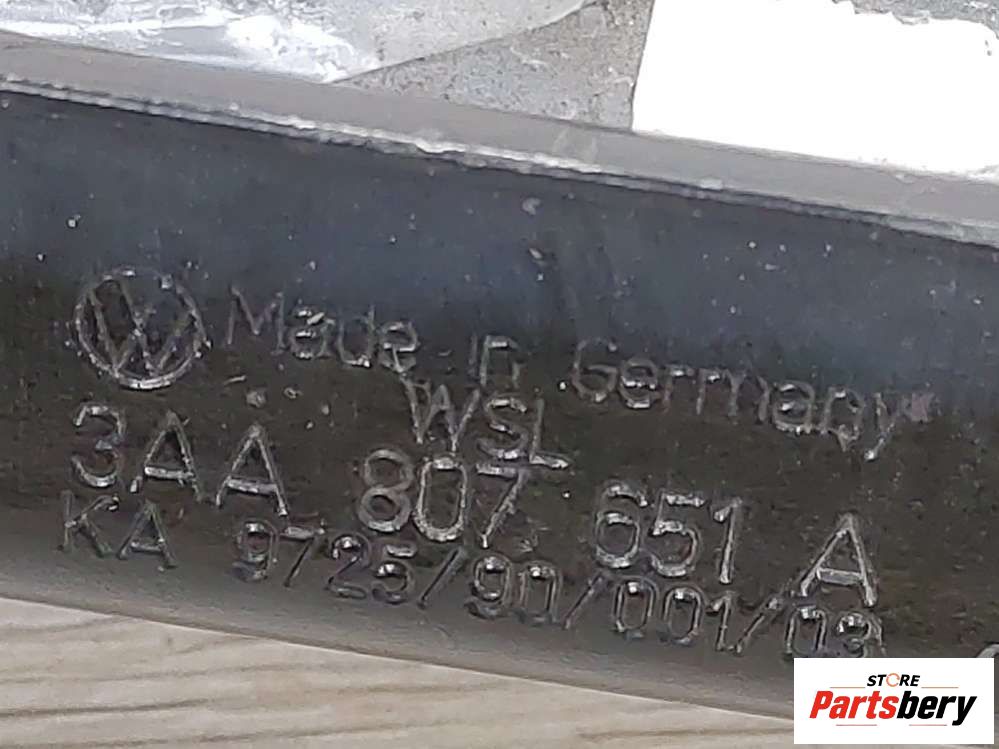 Made in Germany
WSL
3AA 807 651 A
KA 9725/90/001/03
STORE
Partsbery